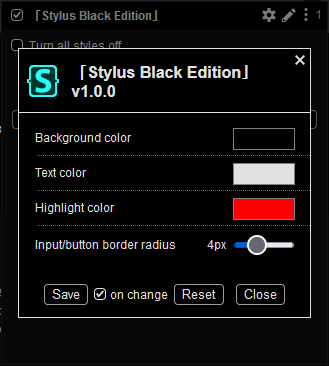 「Stylus Black Edition」 1
Turn all styles off
S
「Stylus Black Edition」
v1.0.0
Background color
Text color
Highlight color
Input/button border radius 4px
Save on change Reset Close